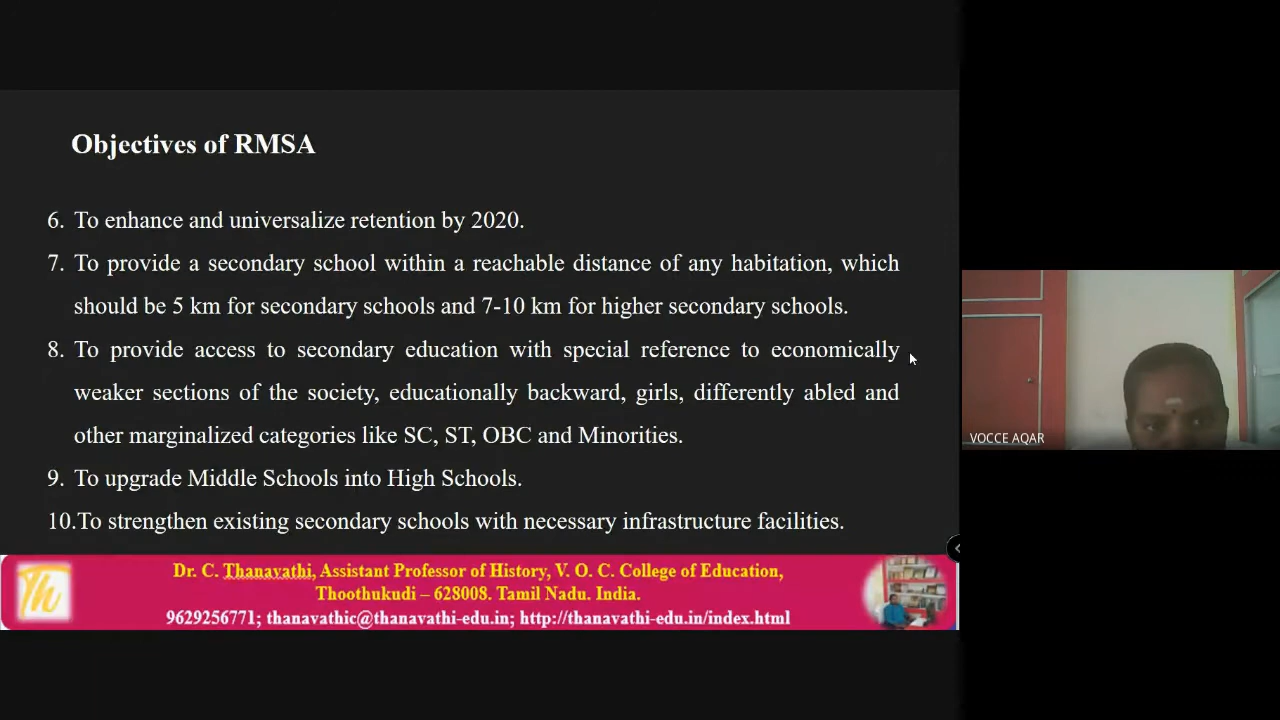 Objectives of RMSA
6. To enhance and universalize retention by 2020.
7. To provide a secondary school within a reachable distance of any habitation, which
should be 5 km for secondary schools and 7-10 km for higher secondary schools.
8. To provide access to secondary education with special reference to economically
weaker sections of the society, educationally backward, girls, differently abled and
other marginalized categories like SC, ST, OBC and Minorities.
9. To upgrade Middle Schools into High Schools.
10.To strengthen existing secondary schools with necessary infrastructure facilities.
Th
Dr. C. Thanavathi, Assistant Professor of History, V. O. C. College of Education,
Thoothukudi – 628008. Tamil Nadu. India.
9629256771; thanavathic@thanavathi-edu.in; http://thanavathi-edu.in/index.html
VOCCE AQAR